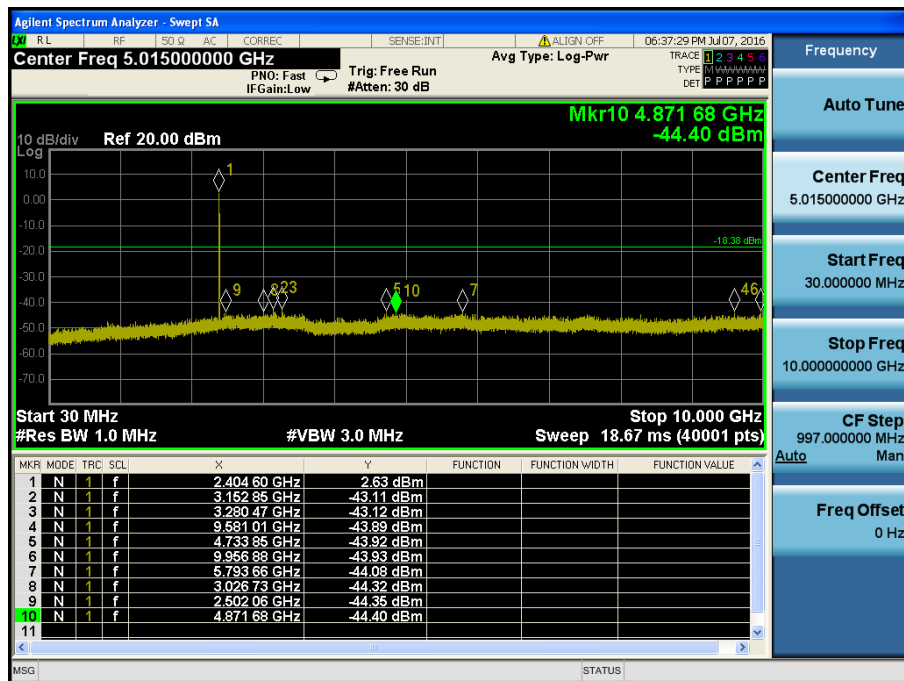 Agilent Spectrum Analyzer - Swept SA
LXI RL RF 50 Ω AC CORREC SENSE:INT ALIGN OFF 06:37:29 PM Jul 07, 2016
Center Freq 5.015000000 GHz
Avg Type: Log-Pwr
TRACE 1 2 3 4 5 6
PNO: Fast Trig: Free Run
TYPE M WWWWW
IFGain:Low #Atten: 30 dB
DET P P P P P P
Mkr10 4.871 68 GHz
-44.40 dBm
10 dB/div Ref 20.00 dBm
Log
10.0
0.00
-10.0
-20.0
-30.0
-40.0
-50.0
-60.0
-70.0
1
-18.38 dBm
9 8 2 3 5 10 7 4 6
Start 30 MHz Stop 10.000 GHz
#Res BW 1.0 MHz #VBW 3.0 MHz Sweep 18.67 ms (40001 pts)
MKR MODE TRC SCL X Y FUNCTION FUNCTION WIDTH FUNCTION VALUE
1 N 1 f 2.404 60 GHz 2.63 dBm
2 N 1 f 3.152 85 GHz -43.11 dBm
3 N 1 f 3.280 47 GHz -43.12 dBm
4 N 1 f 9.581 01 GHz -43.89 dBm
5 N 1 f 4.733 85 GHz -43.92 dBm
6 N 1 f 9.956 88 GHz -43.93 dBm
7 N 1 f 5.793 66 GHz -44.08 dBm
8 N 1 f 3.026 73 GHz -44.32 dBm
9 N 1 f 2.502 06 GHz -44.35 dBm
10 N 1 f 4.871 68 GHz -44.40 dBm
11
MSG STATUS
Frequency
Auto Tune
Center Freq
5.015000000 GHz
Start Freq
30.000000 MHz
Stop Freq
10.000000000 GHz
CF Step
997.000000 MHz
Auto Man
Freq Offset
0 Hz